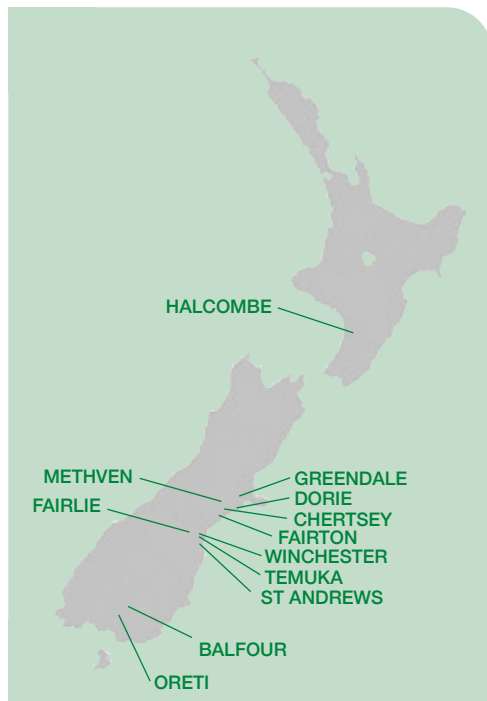 HALCOMBE
METHVEN
GREENDALE
DORIE
FAIRLIE
CHERTSEY
FAIRTON
WINCHESTER
TEMUKA
ST ANDREWS
BALFOUR
ORETI